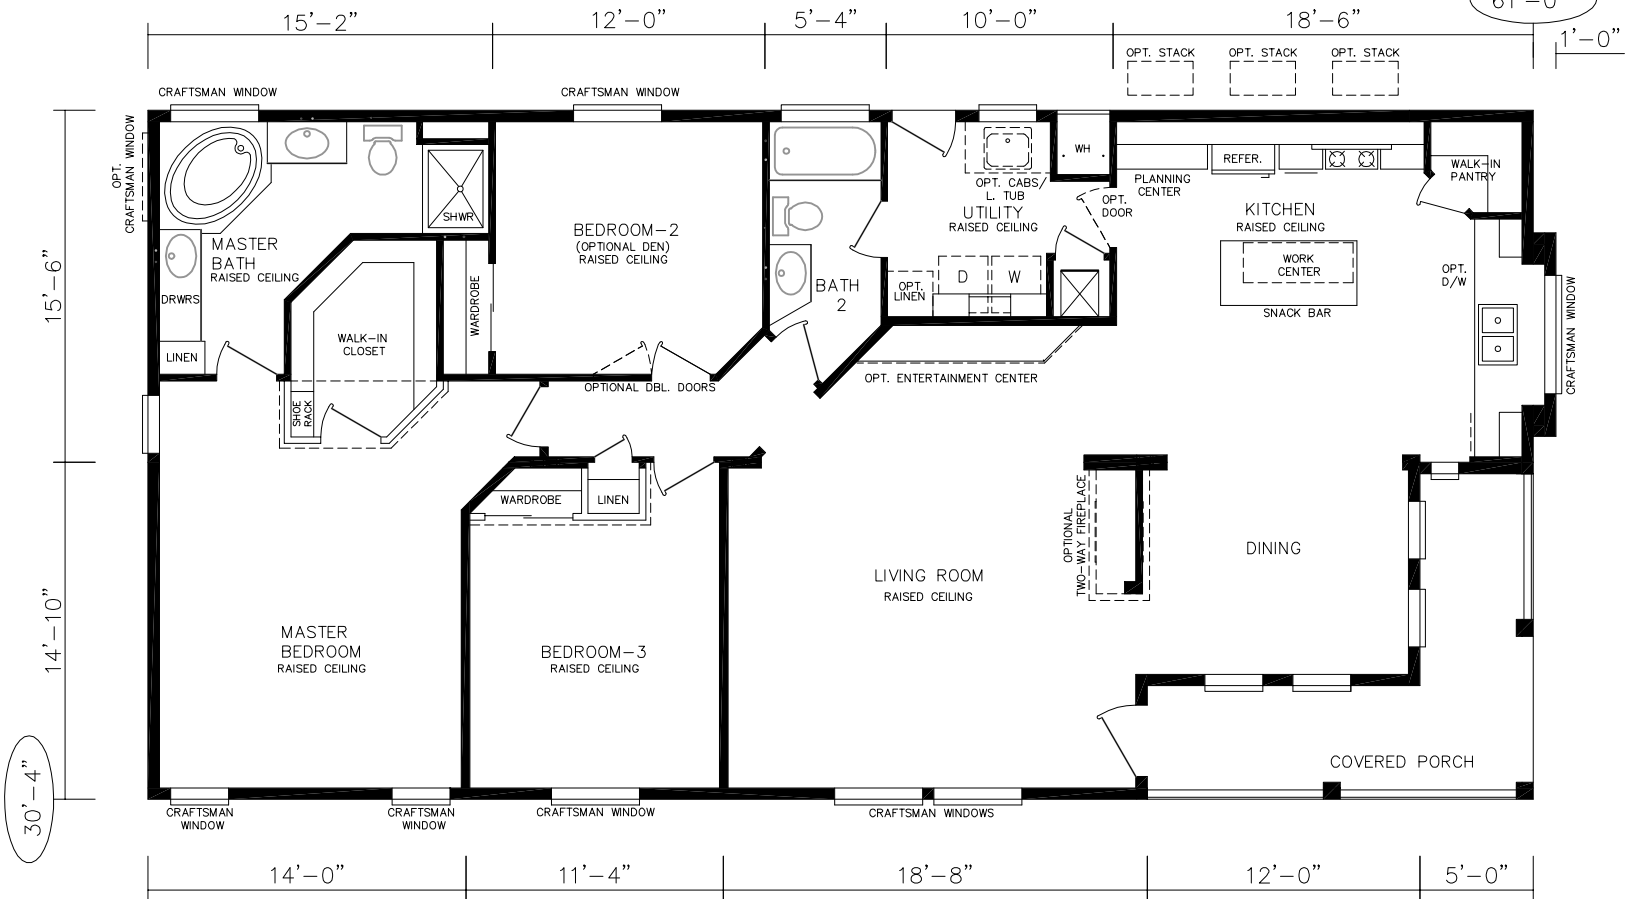 61'-0"
15'-2"
12'-0"
5'-4"
10'-0"
18'-6"
1'-0"
OPT. STACK
OPT. STACK
OPT. STACK
CRAFTSMAN WINDOW
CRAFTSMAN WINDOW
OPT.
CRAFTSMAN WINDOW
SHWR
MASTER
BATH
RAISED CEILING
DRWRS
LINEN
WALK-IN
CLOSET
SHOE
RACK
WARDROBE
BEDROOM-2
(OPTIONAL DEN)
RAISED CEILING
OPTIONAL DBL. DOORS
BATH
2
OPT. CABS/
L. TUB
UTILITY
RAISED CEILING
WH
OPT.
DOOR
OPT.
LINEN
D
W
OPT. ENTERTAINMENT CENTER
PLANNING
CENTER
REFER.
KITCHEN
RAISED CEILING
WORK
CENTER
SNACK BAR
WALK-IN
PANTRY
OPT.
D/W
CRAFTSMAN WINDOW
15'-6"
14'-10"
30'-4"
WARDROBE
LINEN
MASTER
BEDROOM
RAISED CEILING
BEDROOM-3
RAISED CEILING
LIVING ROOM
RAISED CEILING
OPTIONAL
TWO-WAY FIREPLACE
DINING
COVERED PORCH
CRAFTSMAN
WINDOW
CRAFTSMAN
WINDOW
CRAFTSMAN WINDOW
CRAFTSMAN WINDOWS
14'-0"
11'-4"
18'-8"
12'-0"
5'-0"